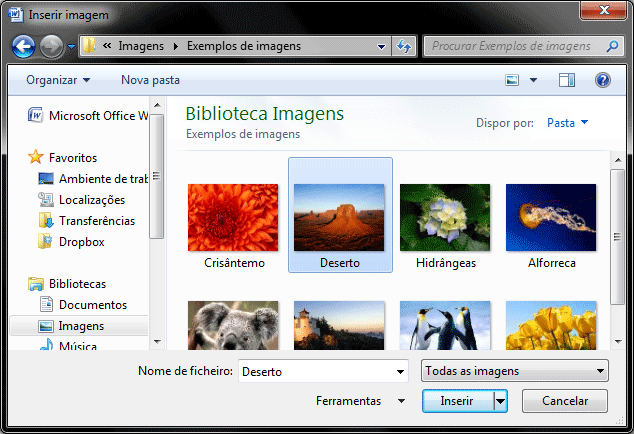 Inserir imagem
« Imagens Exemplos de imagens
Procurar Exemplos de imagens
Organizar Nova pasta
Microsoft Office W
Favoritos
Ambiente de trab
Localizações
Transferências
Dropbox
Bibliotecas
Documentos
Imagens
Música
Biblioteca Imagens
Exemplos de imagens
Dispor por: Pasta
Crisântemo Deserto Hidrângeas Alforreca
Nome de ficheiro: Deserto Todas as imagens
Ferramentas Inserir Cancelar